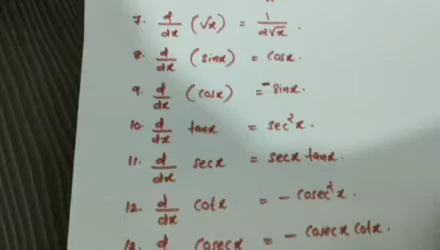 7. d/dx (√x) = 1/2√x .
8. d/dx (sinx) = cosx.
9. d/dx (cosx) = -sinx.
10. d/dx tanx = sec²x.
11. d/dx secx = secx tanx.
12. d/dx cotx = - cosec²x.
13. d cosecx = - cosecx cotx.